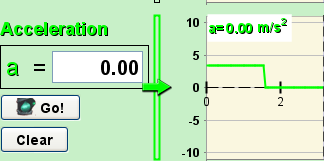 Acceleration
a = 0.00
Go!
Clear
a=0.00 m/s²
10
5
0
-5
-10
0
2